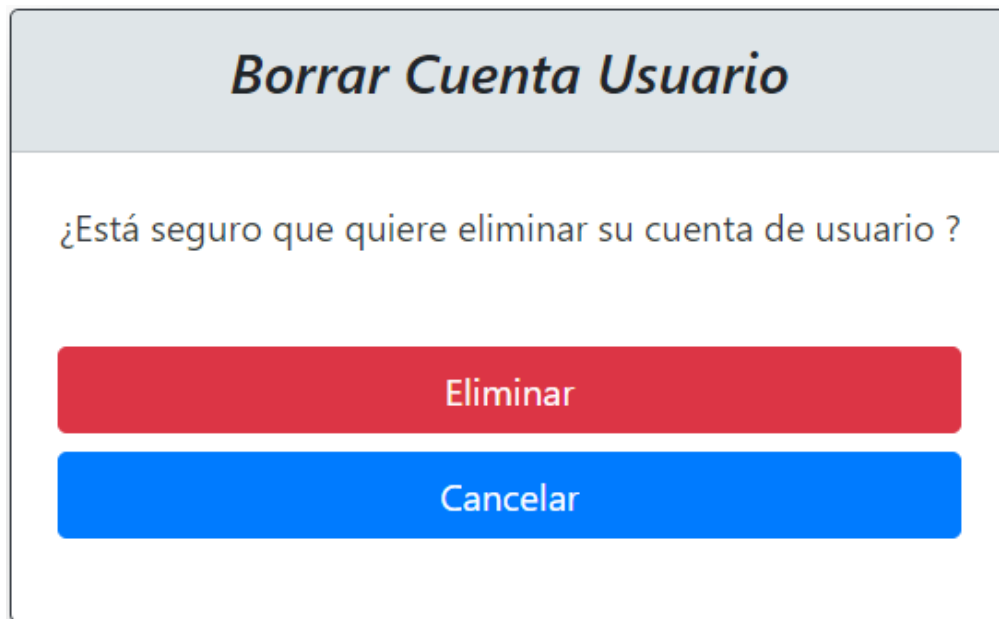 Borrar Cuenta Usuario
¿Está seguro que quiere eliminar su cuenta de usuario ?
Eliminar
Cancelar